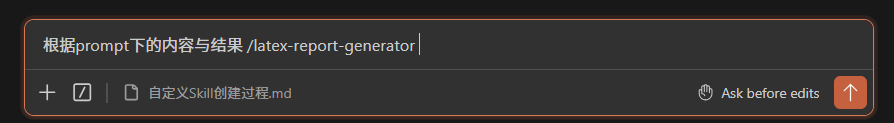 根据prompt下的内容与结果 /latex-report-generator
自定义Skill创建过程.md
Ask before edits